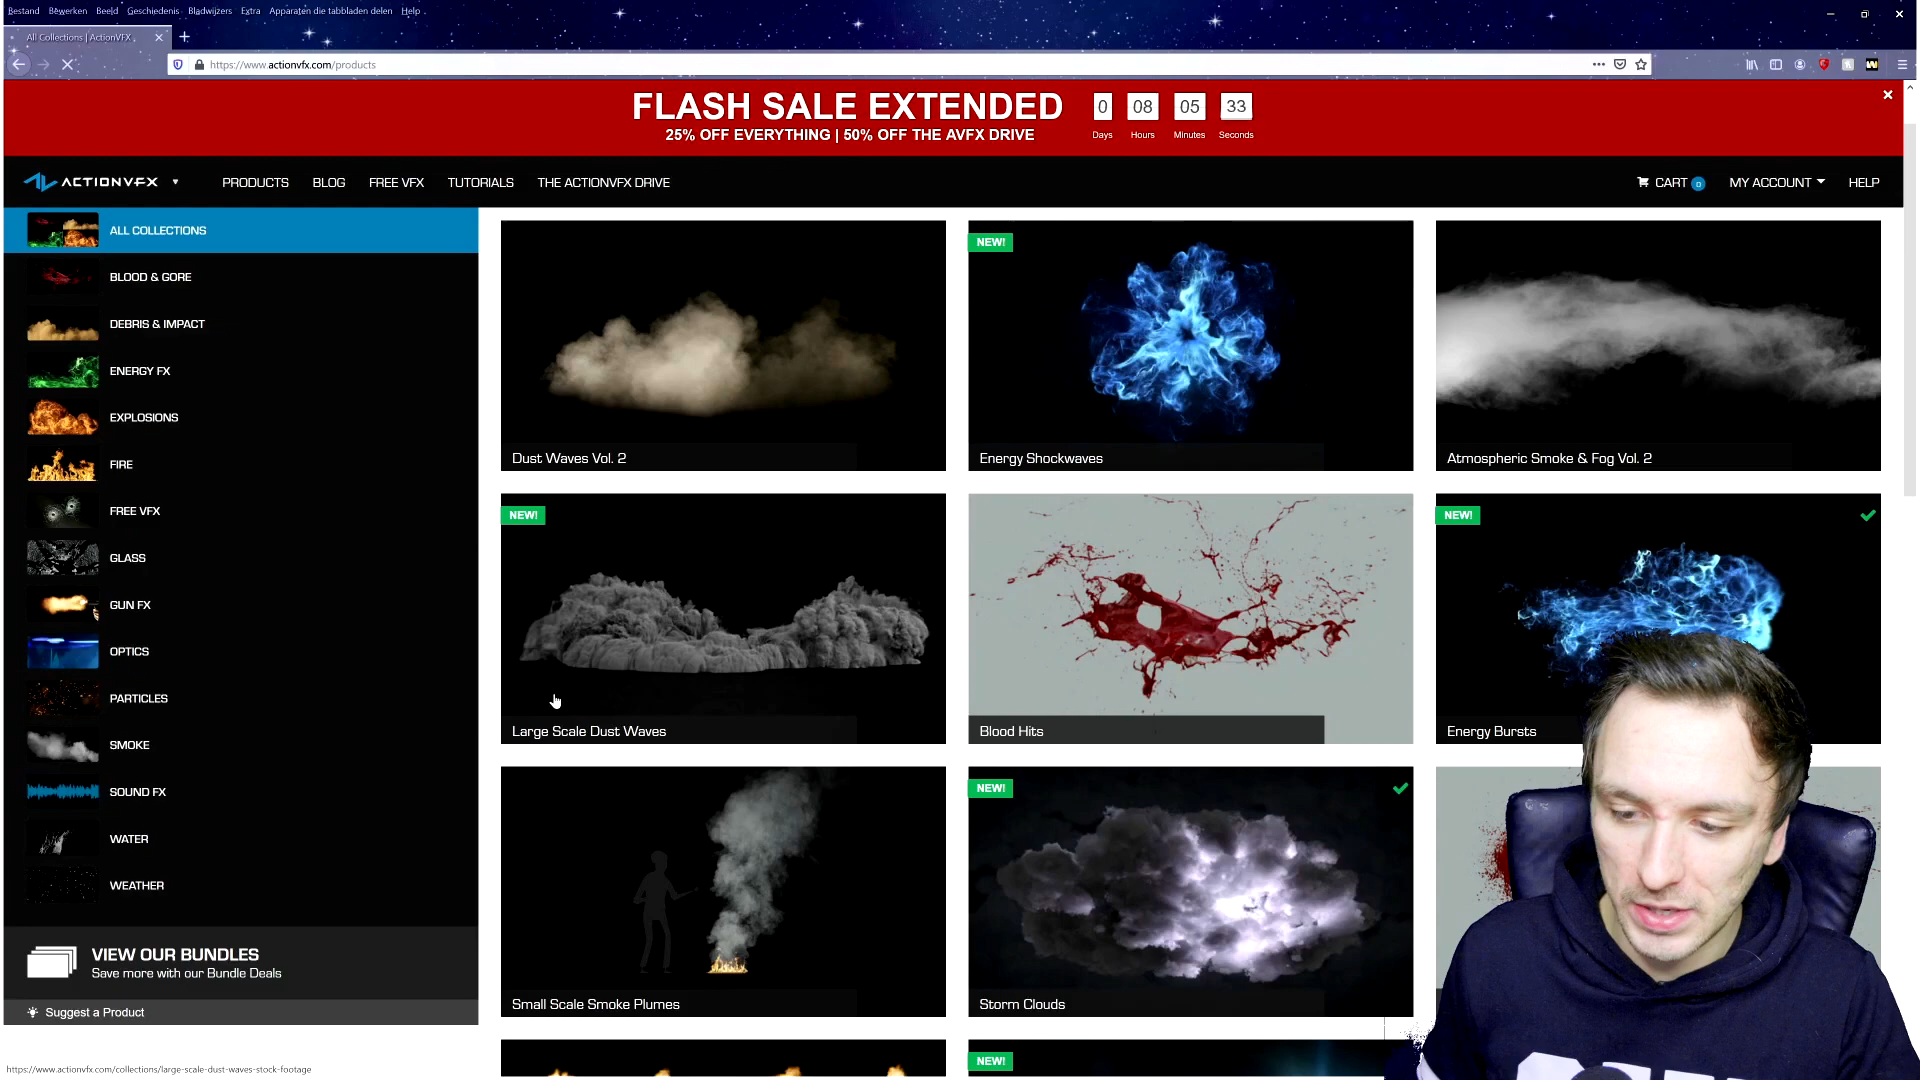 Bestand Bewerken Beeld Geschiedenis Bladwijzers Extra Apparaten die tabbladen delen Help
All Collections | ActionVFX
https://www.actionvfx.com/products
FLASH SALE EXTENDED
25% OFF EVERYTHING | 50% OFF THE AVFX DRIVE
0 08 05 33
Days Hours Minutes Seconds
ACTIONVFX PRODUCTS BLOG FREE VFX TUTORIALS THE ACTIONVFX DRIVE CART 0 MY ACCOUNT HELP
ALL COLLECTIONS
BLOOD & GORE
DEBRIS & IMPACT
ENERGY FX
EXPLOSIONS
FIRE
FREE VFX
GLASS
GUN FX
OPTICS
PARTICLES
SMOKE
SOUND FX
WATER
WEATHER
VIEW OUR BUNDLES
Save more with our Bundle Deals
Suggest a Product
NEW!
Dust Waves Vol. 2 Energy Shockwaves Atmospheric Smoke & Fog Vol. 2
NEW! NEW!
Large Scale Dust Waves Blood Hits Energy Bursts
NEW!
Small Scale Smoke Plumes Storm Clouds
NEW!
https://www.actionvfx.com/collections/large-scale-dust-waves-stock-footage